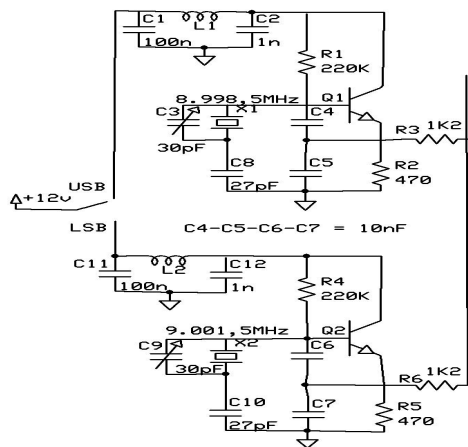 C1 C2
L1
100n 1n
R1
220K
8.998,5MHz Q1
C3 X1 C4
R3 1K2
30pF
C8 C5 R2
+12v USB 27pF 470
LSB C4-C5-C6-C7 = 10nF
C11 L2 C12
R4
100n 1n 220K
9.001,5MHz Q2
C9 X2 C6
30pF R6 1K2
C10 C7 R5
27pF 470